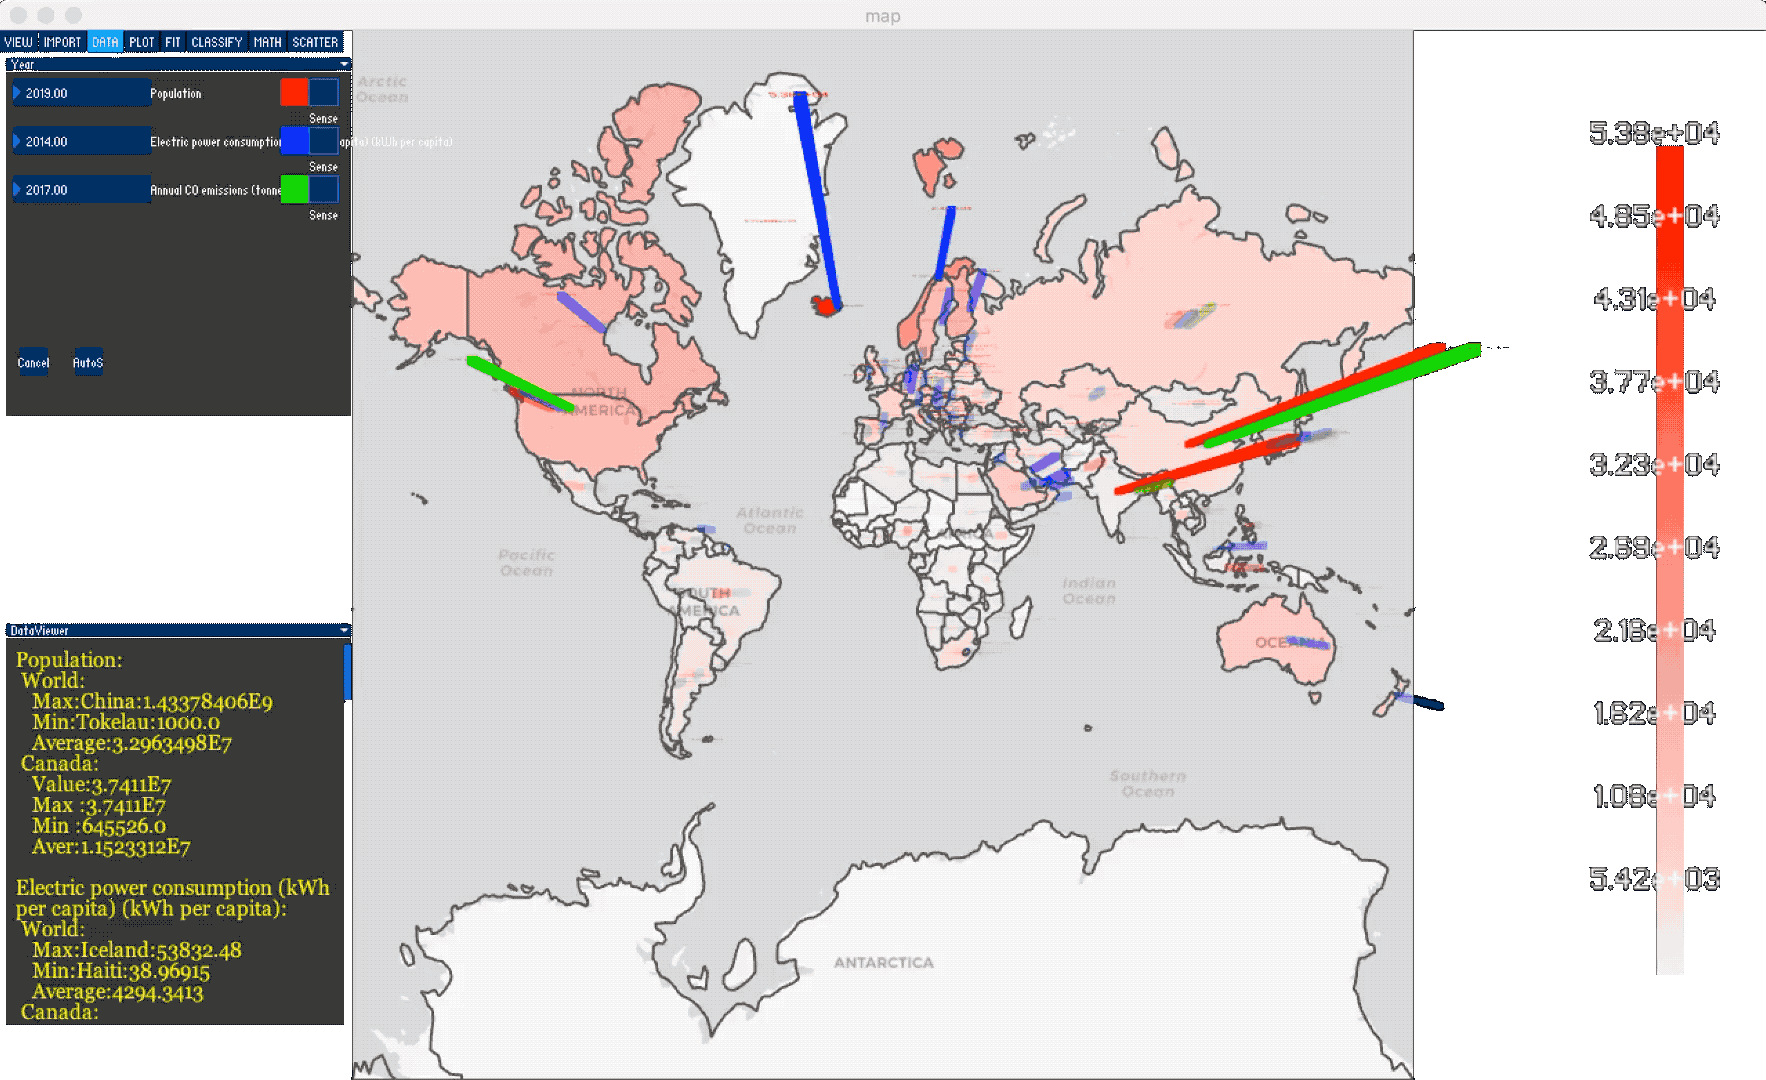 map
VIEW IMPORT DATA PLOT FIT CLASSIFY MATH SCATTER
Year
2019.00 Population
Sense
2014.00 Electric power consumptio apita) (kWh per capita)
Sense
2017.00 Annual CO emissions (tonne
Sense
Cancel AutoS
DataViewer
Population:
World:
Max:China:1.43378406E9
Min:Tokelau:1000.0
Average:3.2963498E7
Canada:
Value:3.7411E7
Max :3.7411E7
Min :645526.0
Aver:1.1523312E7
Electric power consumption (kWh
per capita) (kWh per capita):
World:
Max:Iceland:53832.48
Min:Haiti:38.96915
Average:4294.3413
Canada:
Arctic
Ocean
NORTH
AMERICA
Atlantic
Ocean
Pacific
Ocean
SOUTH
AMERICA
AFRICA
Indian
Ocean
OCEANIA
Southern
Ocean
ANTARCTICA
5.38e+04
4.85e+04
4.31e+04
3.77e+04
3.23e+04
2.69e+04
2.16e+04
1.62e+04
1.08e+04
5.42e+03